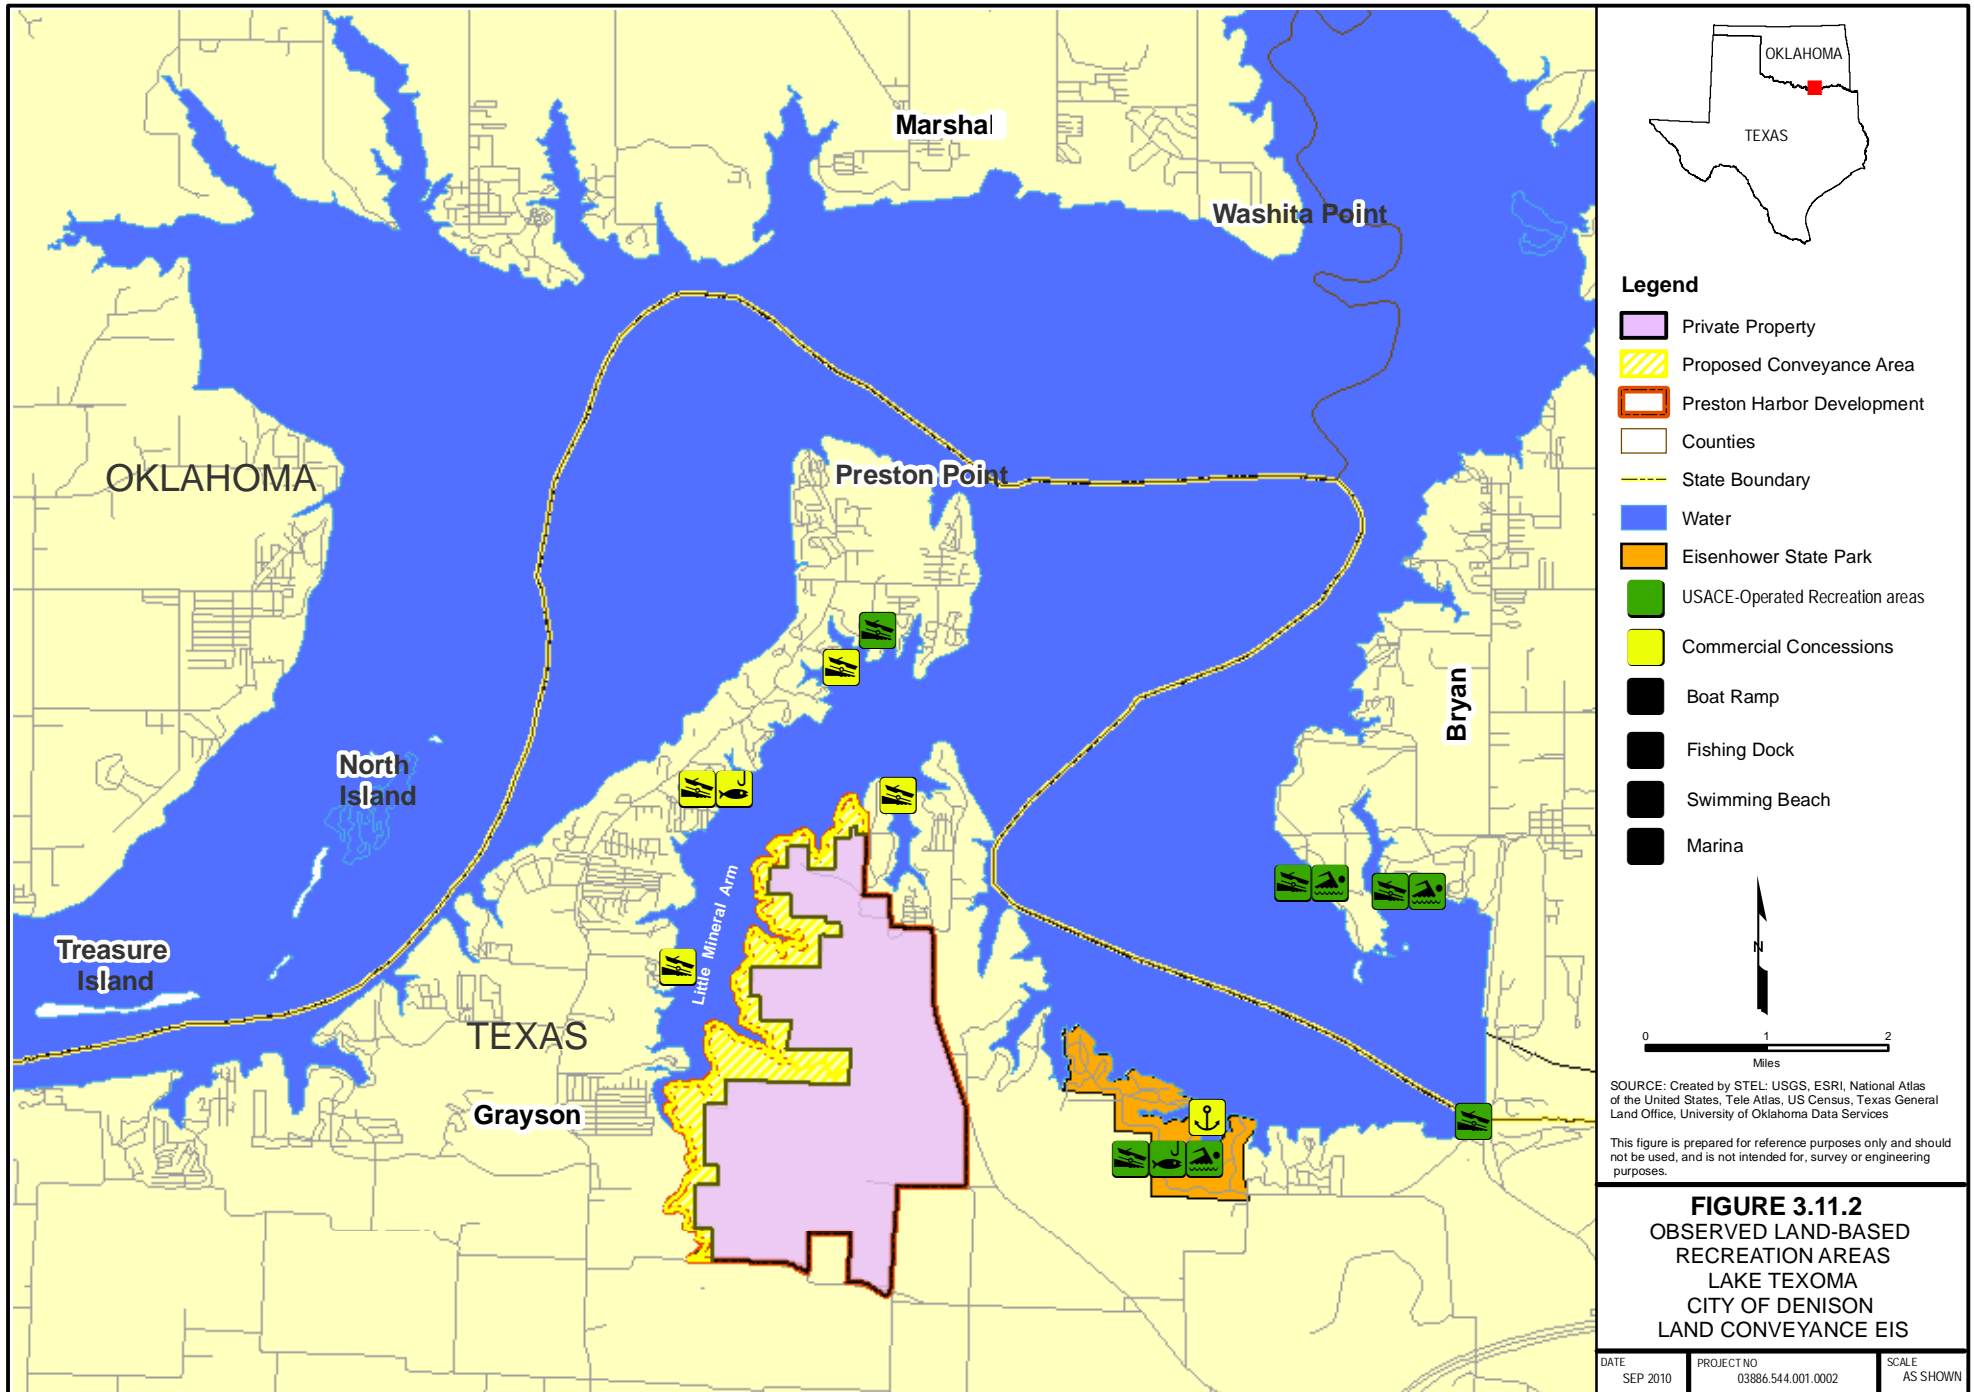 Marshal
Washita Point
OKLAHOMA
Preston Point
North
Island
Bryan
Little Mineral Arm
Treasure
Island
TEXAS
Grayson
OKLAHOMA
TEXAS
Legend
Private Property
Proposed Conveyance Area
Preston Harbor Development
Counties
State Boundary
Water
Eisenhower State Park
USACE-Operated Recreation areas
Commercial Concessions
Boat Ramp
Fishing Dock
Swimming Beach
Marina
N
0 1 2
Miles
SOURCE: Created by STEL: USGS, ESRI, National Atlas
of the United States, Tele Atlas, US Census, Texas General
Land Office, University of Oklahoma Data Services
This figure is prepared for reference purposes only and should
not be used, and is not intended for, survey or engineering
purposes.
FIGURE 3.11.2
OBSERVED LAND-BASED
RECREATION AREAS
LAKE TEXOMA
CITY OF DENISON
LAND CONVEYANCE EIS
DATE
SEP 2010
PROJECT NO
03886.544.001.0002
SCALE
AS SHOWN